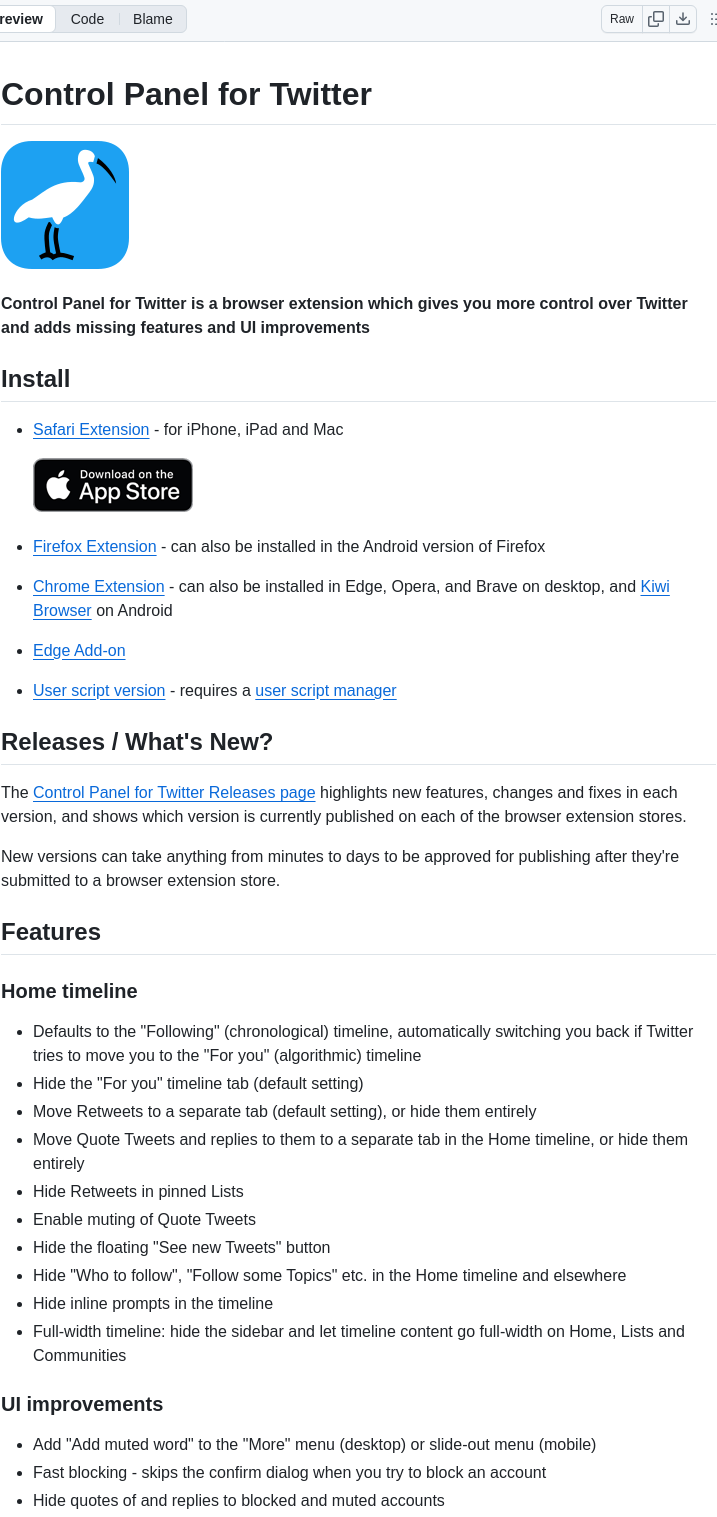 review Code Blame Raw
Control Panel for Twitter
Control Panel for Twitter is a browser extension which gives you more control over Twitter
and adds missing features and UI improvements
Install
Safari Extension - for iPhone, iPad and Mac
Download on the
App Store
Firefox Extension - can also be installed in the Android version of Firefox
Chrome Extension - can also be installed in Edge, Opera, and Brave on desktop, and Kiwi
Browser on Android
Edge Add-on
User script version - requires a user script manager
Releases / What's New?
The Control Panel for Twitter Releases page highlights new features, changes and fixes in each
version, and shows which version is currently published on each of the browser extension stores.
New versions can take anything from minutes to days to be approved for publishing after they're
submitted to a browser extension store.
Features
Home timeline
Defaults to the "Following" (chronological) timeline, automatically switching you back if Twitter
tries to move you to the "For you" (algorithmic) timeline
Hide the "For you" timeline tab (default setting)
Move Retweets to a separate tab (default setting), or hide them entirely
Move Quote Tweets and replies to them to a separate tab in the Home timeline, or hide them
entirely
Hide Retweets in pinned Lists
Enable muting of Quote Tweets
Hide the floating "See new Tweets" button
Hide "Who to follow", "Follow some Topics" etc. in the Home timeline and elsewhere
Hide inline prompts in the timeline
Full-width timeline: hide the sidebar and let timeline content go full-width on Home, Lists and
Communities
UI improvements
Add "Add muted word" to the "More" menu (desktop) or slide-out menu (mobile)
Fast blocking - skips the confirm dialog when you try to block an account
Hide quotes of and replies to blocked and muted accounts